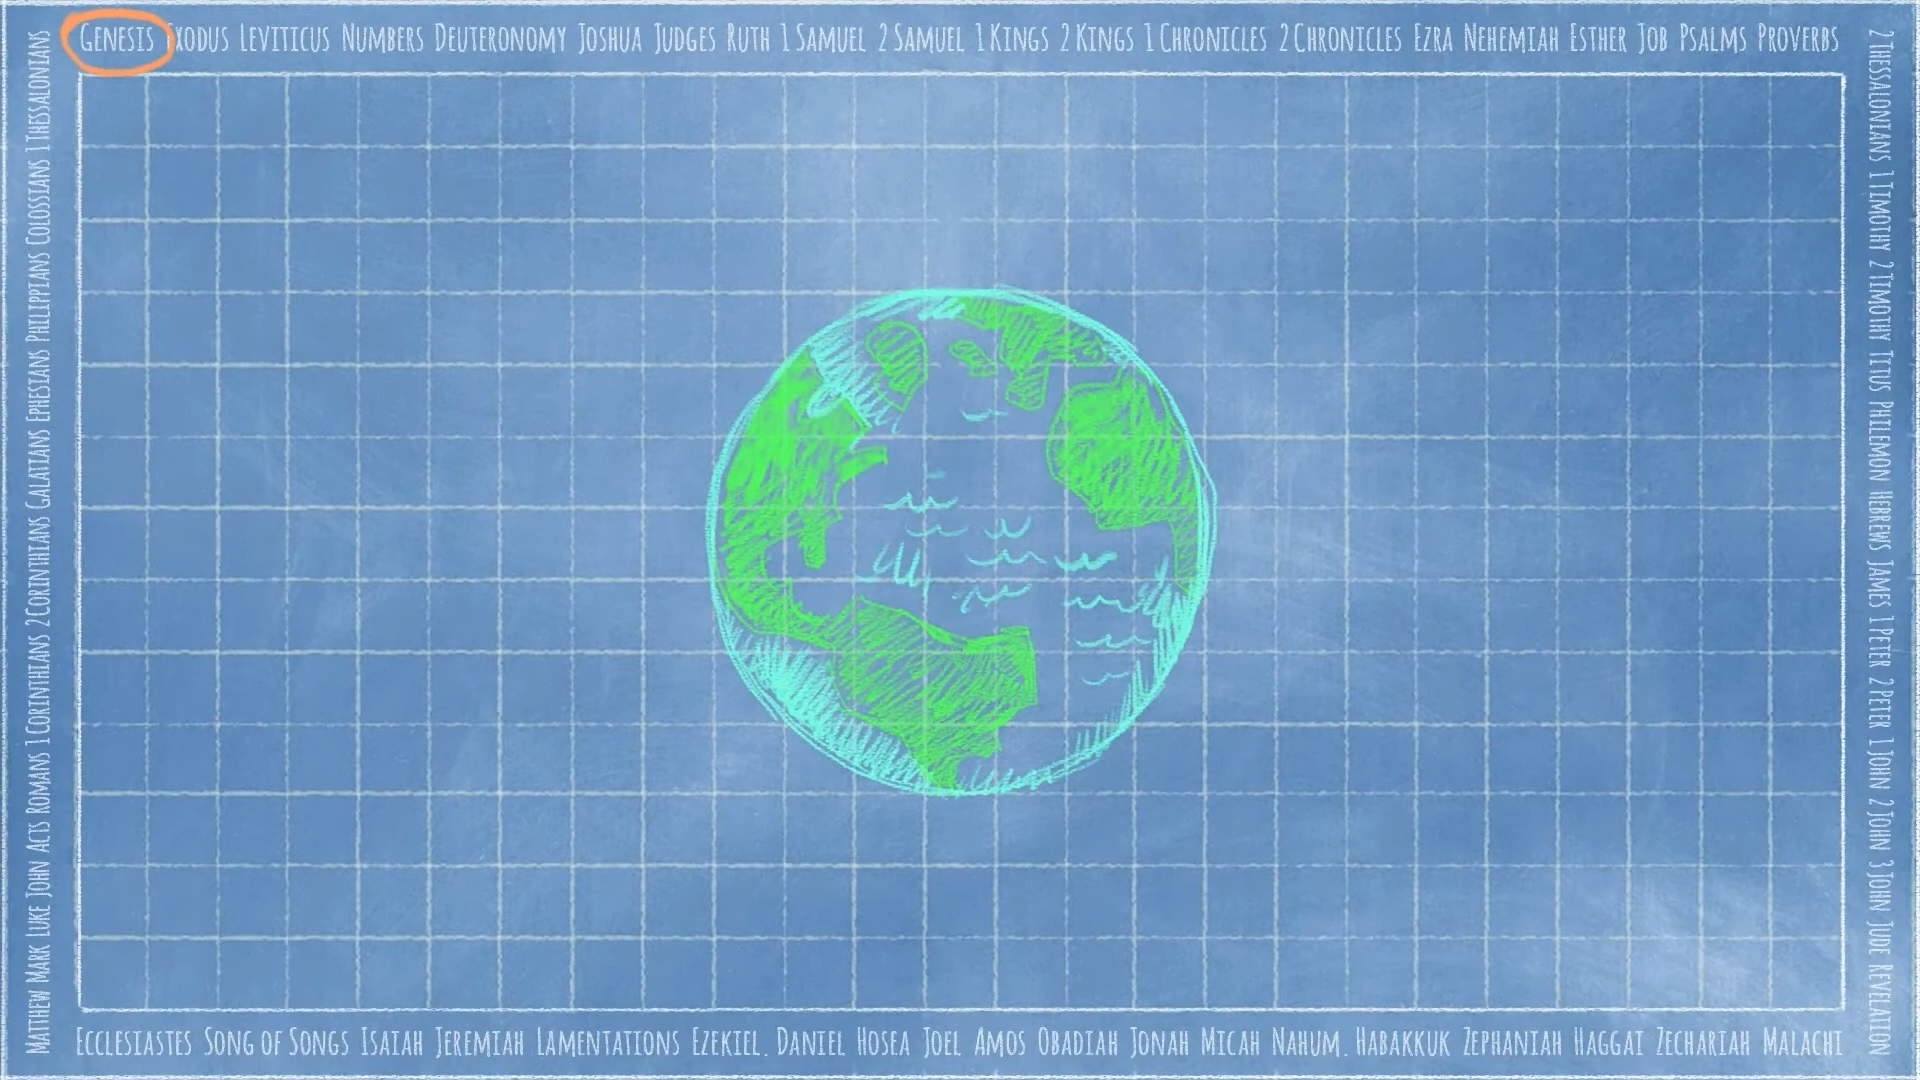 Genesis Exodus Leviticus Numbers Deuteronomy Joshua Judges Ruth 1 Samuel 2 Samuel 1 Kings 2 Kings 1 Chronicles 2 Chronicles Ezra Nehemiah Esther Job Psalms Proverbs
Ecclesiastes Song of Songs Isaiah Jeremiah Lamentations Ezekiel. Daniel Hosea Joel Amos Obadiah Jonah Micah Nahum. Habakkuk Zephaniah Haggai Zechariah Malachi
Matthew Mark Luke John Acts Romans 1 Corinthians 2 Corinthians Galatians Ephesians Philippians Colossians 1 Thessalonians
2 Thessalonians 1 Timothy 2 Timothy Titus Philemon Hebrews James 1 Peter 2 Peter 1 John 2 John 3 John Jude Revelation